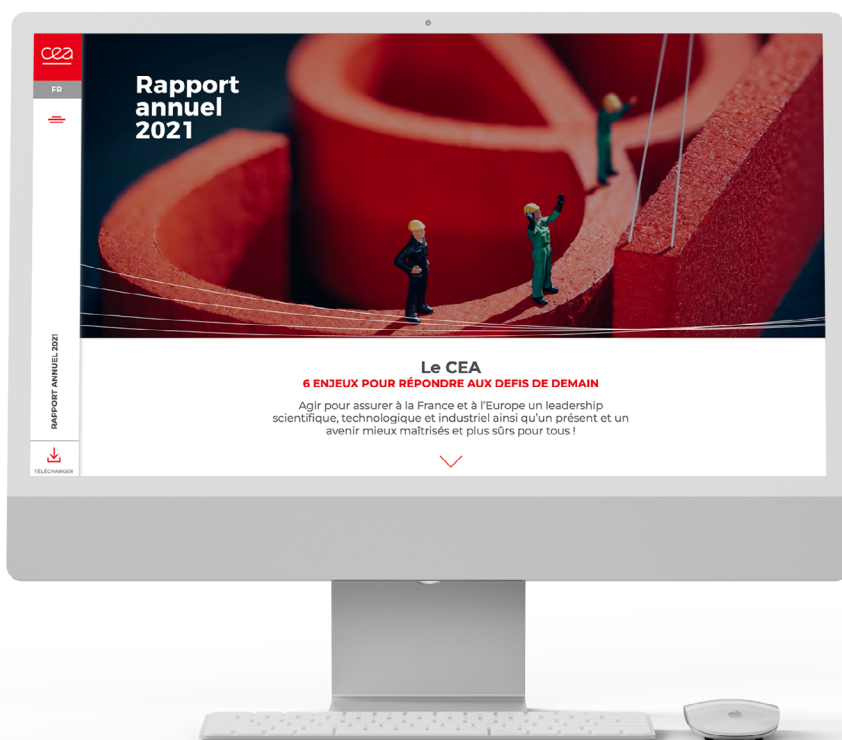 cea
FR
Rapport
annuel
2021
RAPPORT ANNUEL 2021
TÉLÉCHARGER
Le CEA
6 ENJEUX POUR RÉPONDRE AUX DEFIS DE DEMAIN
Agir pour assurer à la France et à l'Europe un leadership
scientifique, technologique et industriel ainsi qu'un présent et un
avenir mieux maîtrisés et plus sûrs pour tous !